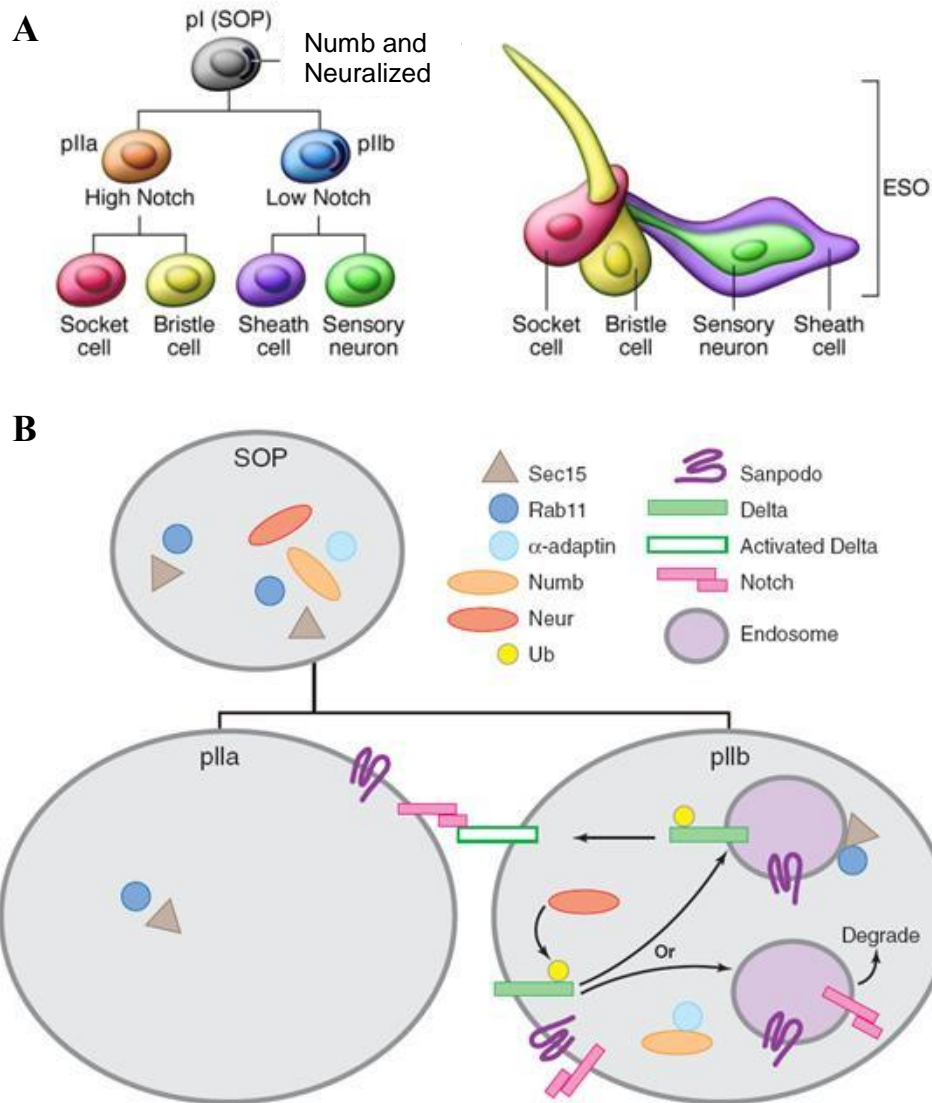 A
pI (SOP)
Numb and
Neuralized
pIIa
pIIb
High Notch
Low Notch
Socket
cell
Bristle
cell
Sheath
cell
Sensory
neuron
ESO
Socket
cell
Bristle
cell
Sensory
neuron
Sheath
cell
B
SOP
Sec15
Rab11
α-adaptin
Numb
Neur
Ub
Sanpodo
Delta
Activated Delta
Notch
Endosome
pIIa
pIIb
Or
Degrade